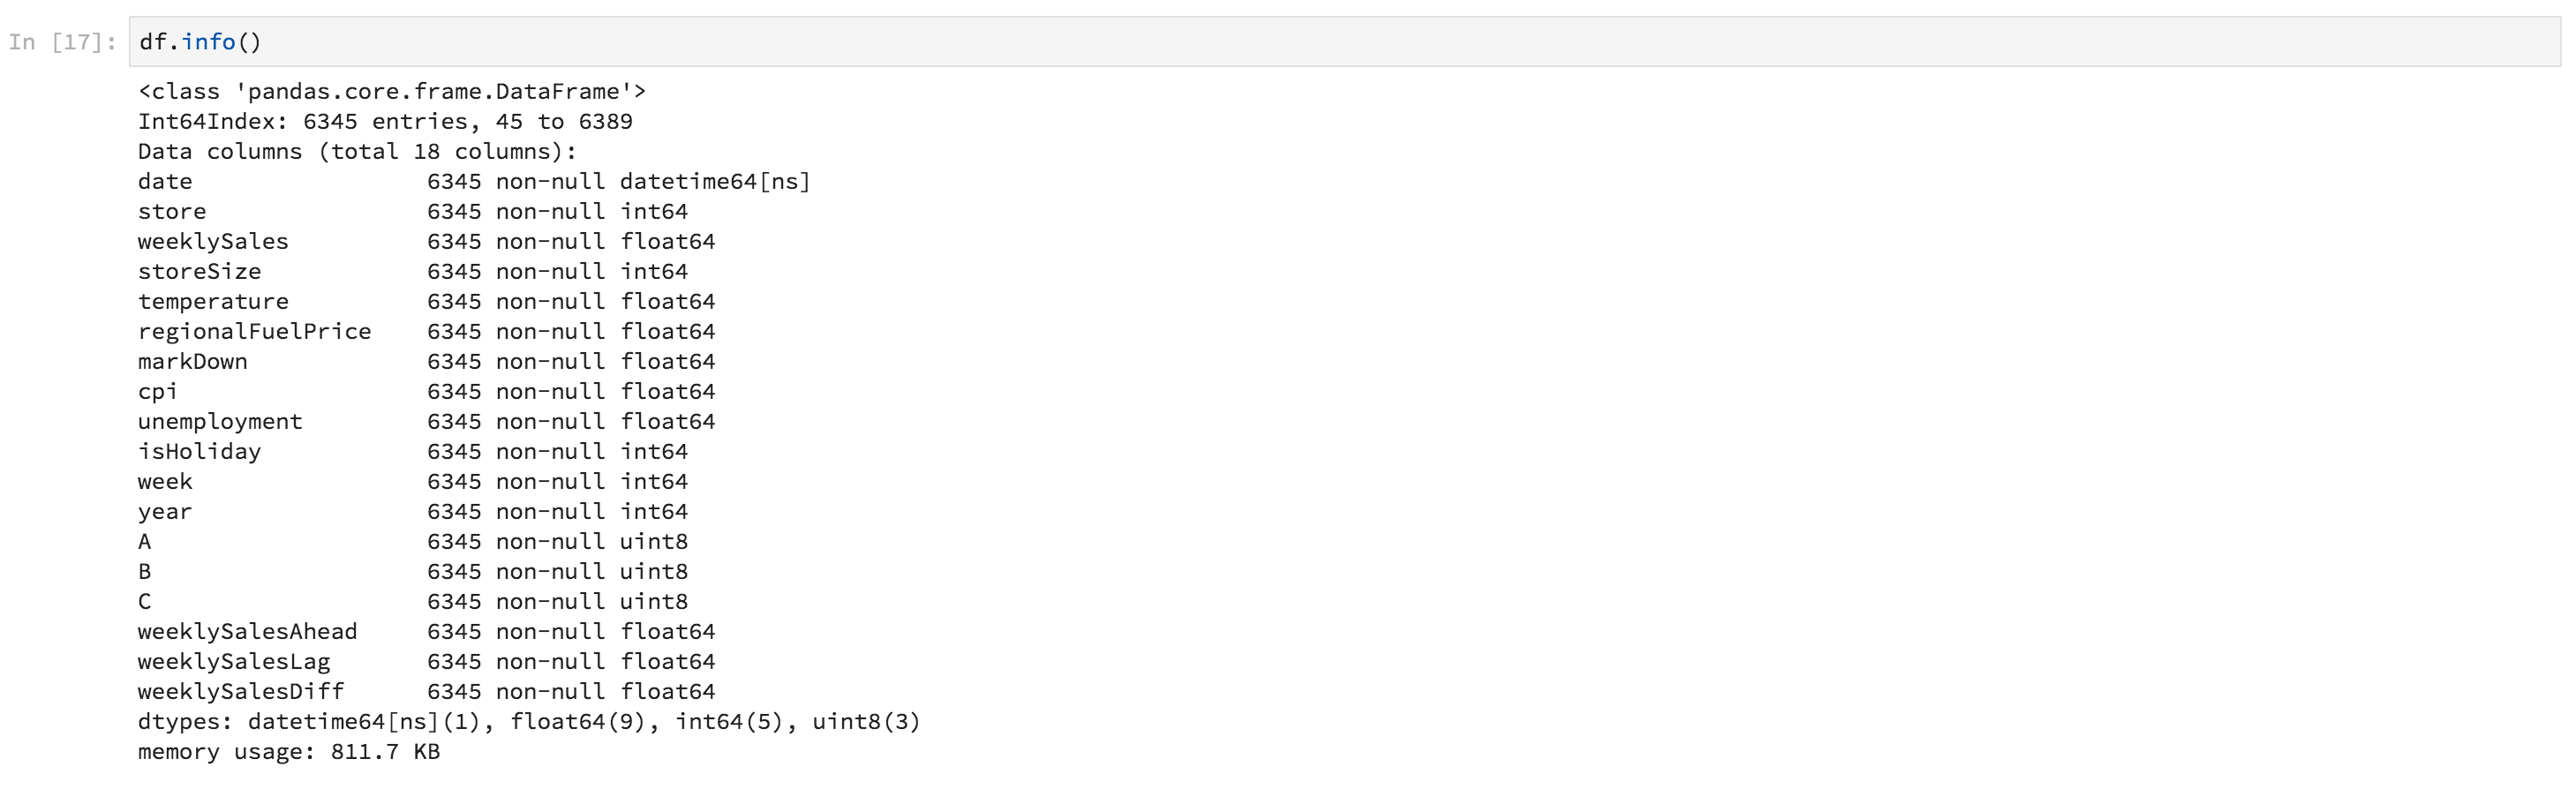 In [17]: df.info()
<class 'pandas.core.frame.DataFrame'>
Int64Index: 6345 entries, 45 to 6389
Data columns (total 18 columns):
date                 6345 non-null datetime64[ns]
store                6345 non-null int64
weeklySales          6345 non-null float64
storeSize            6345 non-null int64
temperature          6345 non-null float64
regionalFuelPrice    6345 non-null float64
markDown             6345 non-null float64
cpi                  6345 non-null float64
unemployment         6345 non-null float64
isHoliday            6345 non-null int64
week                 6345 non-null int64
year                 6345 non-null int64
A                    6345 non-null uint8
B                    6345 non-null uint8
C                    6345 non-null uint8
weeklySalesAhead     6345 non-null float64
weeklySalesLag       6345 non-null float64
weeklySalesDiff      6345 non-null float64
dtypes: datetime64[ns](1), float64(9), int64(5), uint8(3)
memory usage: 811.7 KB